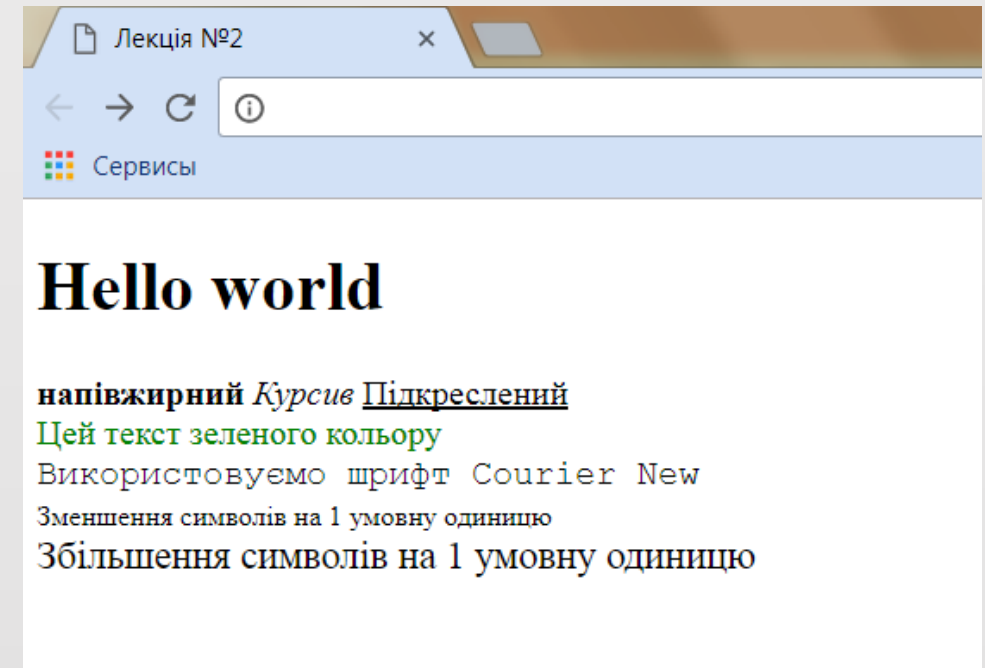 Лекція №2
Сервисы
Hello world
напівжирний Курсив Підкреслений
Цей текст зеленого кольору
Використовуємо шрифт Courier New
Зменшення символів на 1 умовну одиницю
Збільшення символів на 1 умовну одиницю